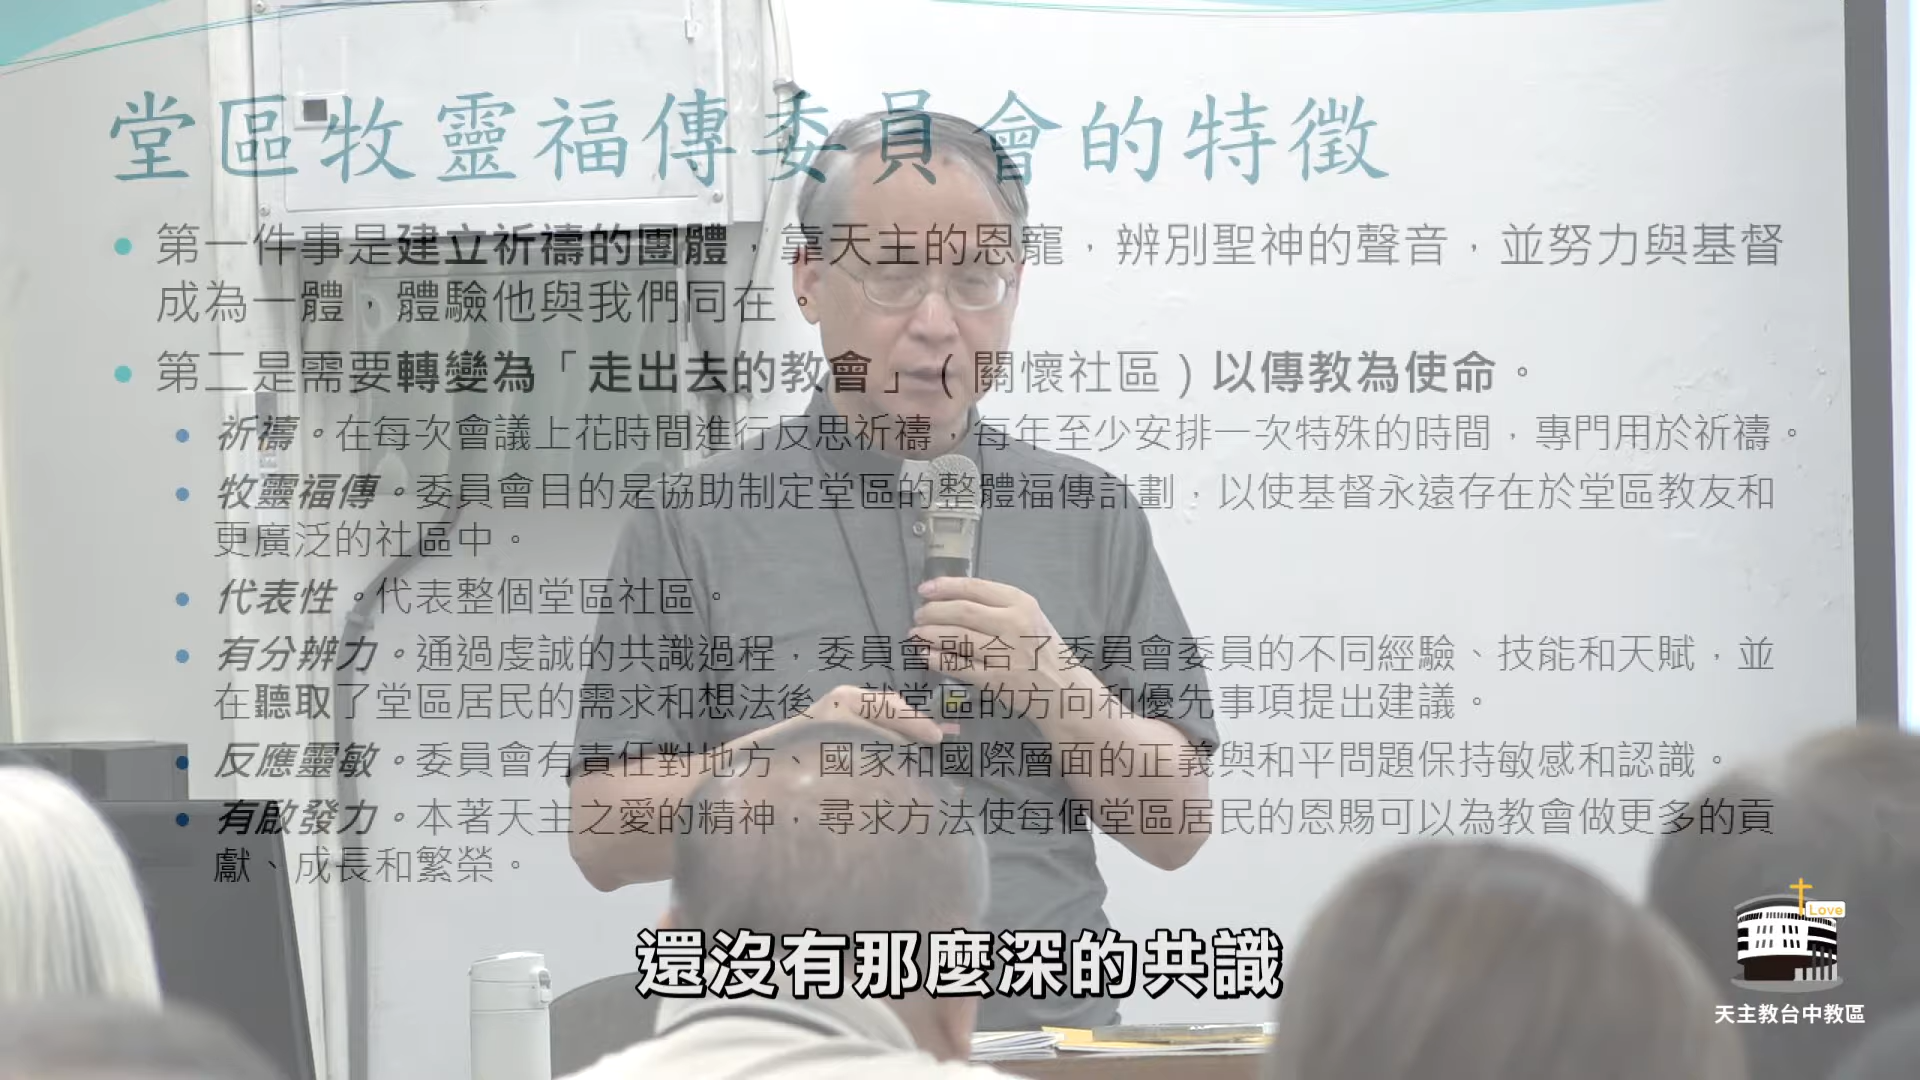 堂區牧靈福傳委員會的特徵
第一件事是建立祈禱的團體，靠天主的恩寵，辨別聖神的聲音，並努力與基督
成為一體，體驗他與我們同在。
第二是需要轉變為「走出去的教會」（關懷社區）以傳教為使命。
祈禱。在每次會議上花時間進行反思祈禱，每年至少安排一次特殊的時間，專門用於祈禱。
牧靈福傳。委員會目的是協助制定堂區的整體福傳計劃，以使基督永遠存在於堂區教友和
更廣泛的社區中。
代表性。代表整個堂區社區。
有分辨力。通過虔誠的共識過程，委員會融合了委員會委員的不同經驗、技能和天賦，並
在聽取了堂區居民的需求和想法後，就堂區的方向和優先事項提出建議。
反應靈敏。委員會有責任對地方、國家和國際層面的正義與和平問題保持敏感和認識。
有啟發力。本著天主之愛的精神，尋求方法使每個堂區居民的恩賜可以為教會做更多的貢
獻、成長和繁榮。
還沒有那麼深的共識
Love
天主教台中教區